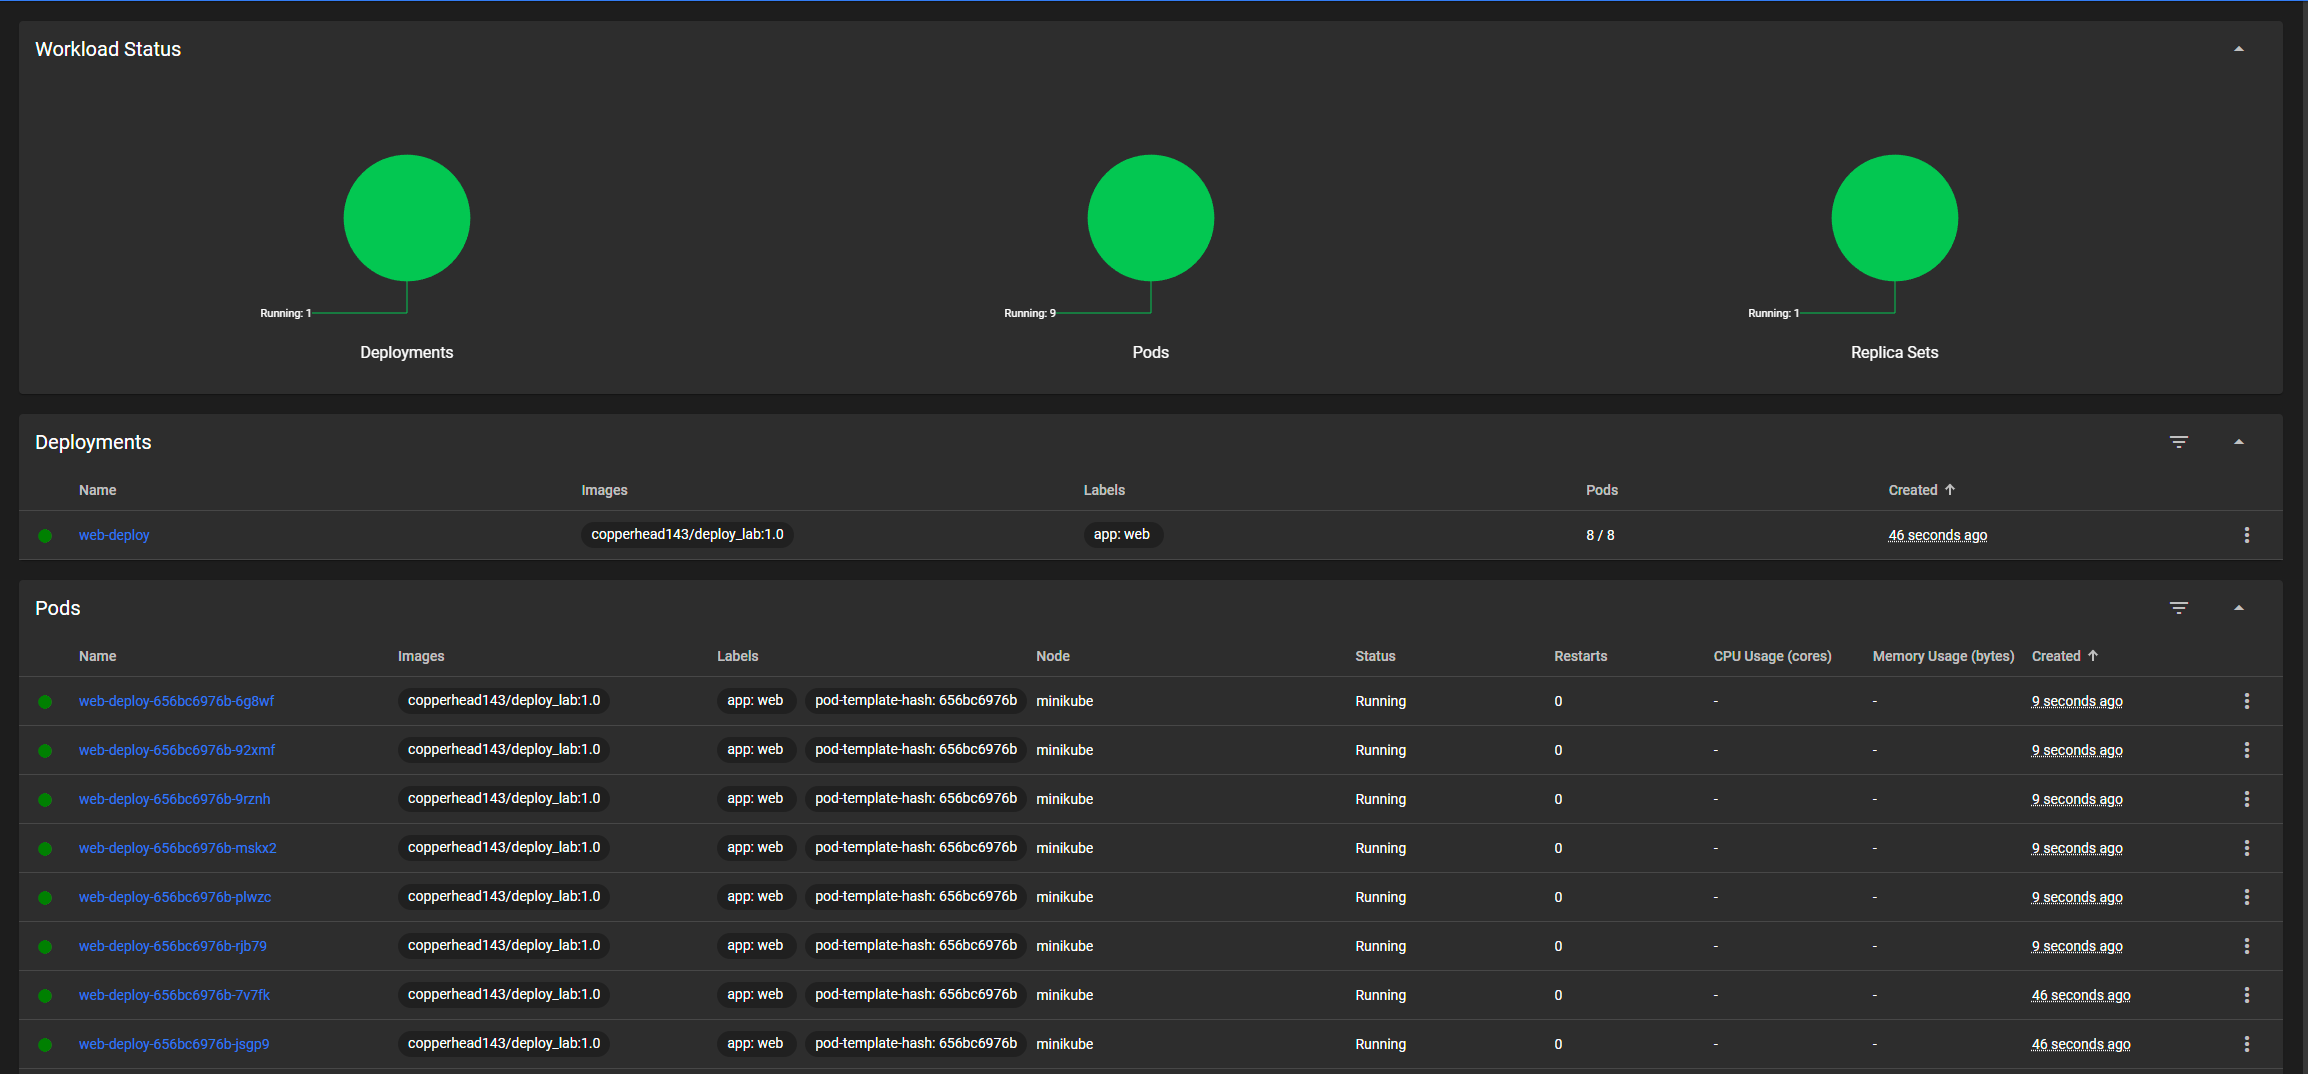 Workload Status
Running: 1
Running: 9
Running: 1
Deployments
Pods
Replica Sets
Deployments
Name Images Labels Pods Created
web-deploy copperhead143/deploy_lab:1.0 app: web 8 / 8 46 seconds ago
Pods
Name Images Labels Node Status Restarts CPU Usage (cores) Memory Usage (bytes) Created
web-deploy-656bc6976b-6g8wf copperhead143/deploy_lab:1.0 app: web pod-template-hash: 656bc6976b minikube Running 0 - - 9 seconds ago
web-deploy-656bc6976b-92xmf copperhead143/deploy_lab:1.0 app: web pod-template-hash: 656bc6976b minikube Running 0 - - 9 seconds ago
web-deploy-656bc6976b-9rznh copperhead143/deploy_lab:1.0 app: web pod-template-hash: 656bc6976b minikube Running 0 - - 9 seconds ago
web-deploy-656bc6976b-mskx2 copperhead143/deploy_lab:1.0 app: web pod-template-hash: 656bc6976b minikube Running 0 - - 9 seconds ago
web-deploy-656bc6976b-plwzc copperhead143/deploy_lab:1.0 app: web pod-template-hash: 656bc6976b minikube Running 0 - - 9 seconds ago
web-deploy-656bc6976b-rjb79 copperhead143/deploy_lab:1.0 app: web pod-template-hash: 656bc6976b minikube Running 0 - - 9 seconds ago
web-deploy-656bc6976b-7v7fk copperhead143/deploy_lab:1.0 app: web pod-template-hash: 656bc6976b minikube Running 0 - - 46 seconds ago
web-deploy-656bc6976b-jsgp9 copperhead143/deploy_lab:1.0 app: web pod-template-hash: 656bc6976b minikube Running 0 - - 46 seconds ago